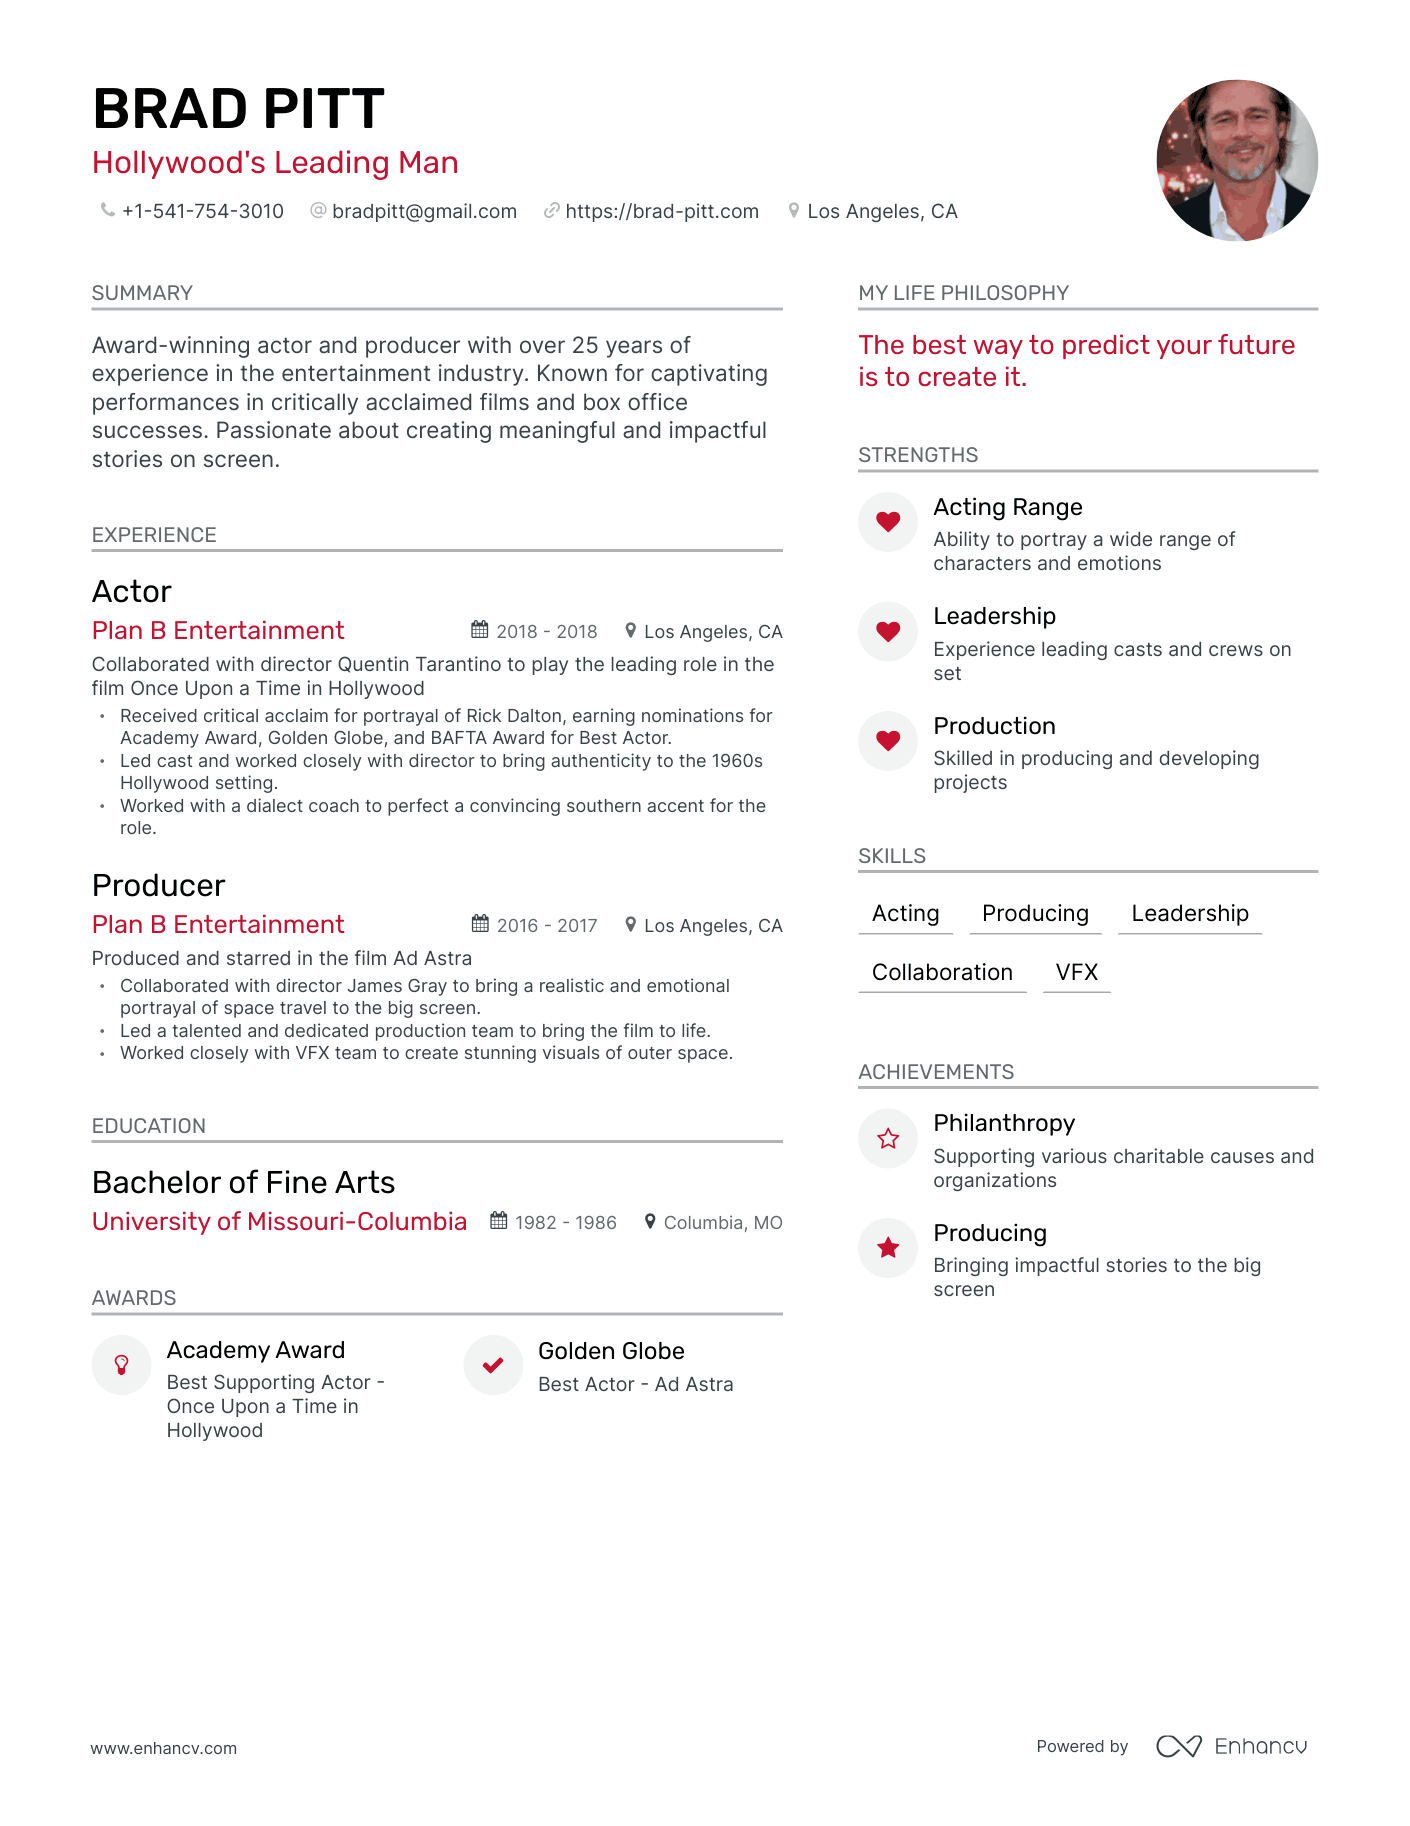 BRAD PITT
Hollywood's Leading Man
+1-541-754-3010 bradpitt@gmail.com https://brad-pitt.com Los Angeles, CA
SUMMARY
Award-winning actor and producer with over 25 years of
experience in the entertainment industry. Known for captivating
performances in critically acclaimed films and box office
successes. Passionate about creating meaningful and impactful
stories on screen.
EXPERIENCE
Actor
Plan B Entertainment 2018 - 2018 Los Angeles, CA
Collaborated with director Quentin Tarantino to play the leading role in the
film Once Upon a Time in Hollywood
• Received critical acclaim for portrayal of Rick Dalton, earning nominations for
Academy Award, Golden Globe, and BAFTA Award for Best Actor.
• Led cast and worked closely with director to bring authenticity to the 1960s
Hollywood setting.
• Worked with a dialect coach to perfect a convincing southern accent for the
role.
Producer
Plan B Entertainment 2016 - 2017 Los Angeles, CA
Produced and starred in the film Ad Astra
• Collaborated with director James Gray to bring a realistic and emotional
portrayal of space travel to the big screen.
• Led a talented and dedicated production team to bring the film to life.
• Worked closely with VFX team to create stunning visuals of outer space.
EDUCATION
Bachelor of Fine Arts
University of Missouri-Columbia 1982 - 1986 Columbia, MO
AWARDS
Academy Award
Best Supporting Actor -
Once Upon a Time in
Hollywood
Golden Globe
Best Actor - Ad Astra
MY LIFE PHILOSOPHY
The best way to predict your future
is to create it.
STRENGTHS
Acting Range
Ability to portray a wide range of
characters and emotions
Leadership
Experience leading casts and crews on
set
Production
Skilled in producing and developing
projects
SKILLS
Acting Producing Leadership
Collaboration VFX
ACHIEVEMENTS
Philanthropy
Supporting various charitable causes and
organizations
Producing
Bringing impactful stories to the big
screen
www.enhancv.com
Powered by Enhancv